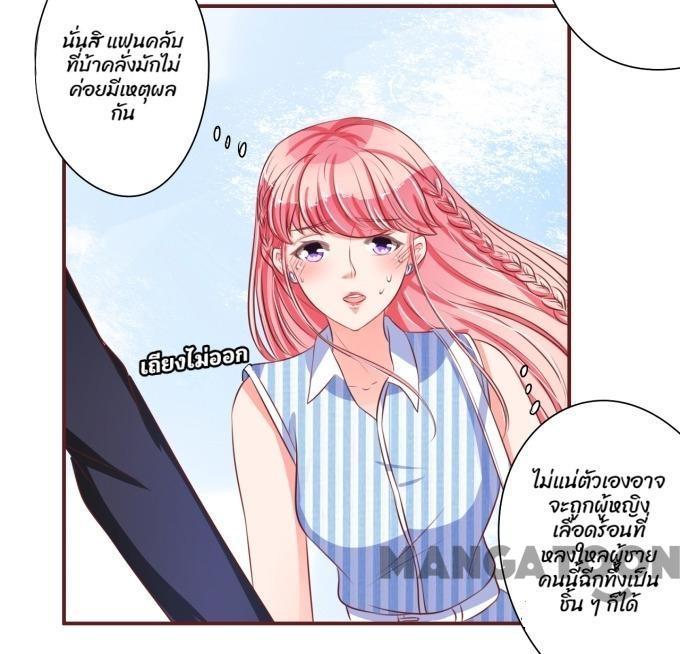 นั่นสิ แฟนคลับ
ที่บ้าคลั่งมักไม่
ค่อยมีเหตุผล
กัน
เถียงไม่ออก
ไม่แน่ตัวเองอาจ
จะถูกผู้หญิง
เลือดร้อนที่
หลงใหลผู้ชาย
คนนี้ฉีกทิ้งเป็น
ชิ้น ๆ ก็ได้
MANGATOON